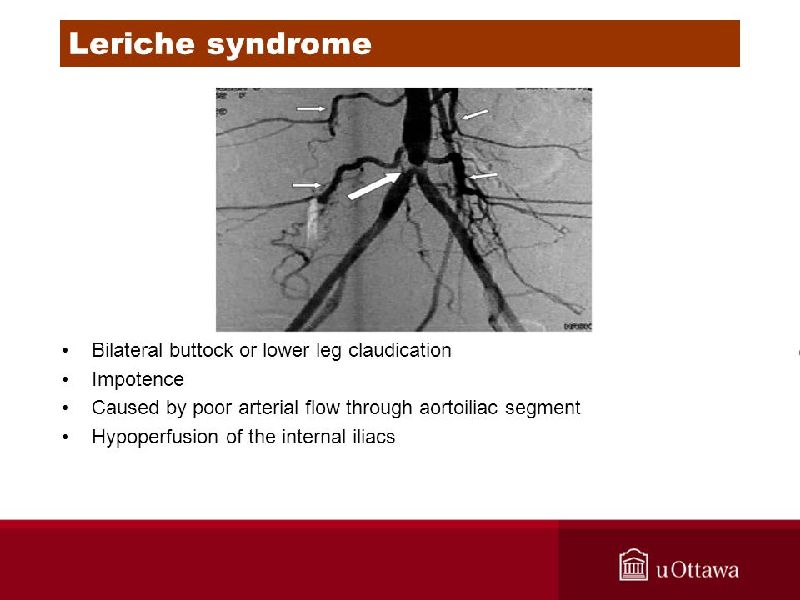 Leriche syndrome
• Bilateral buttock or lower leg claudication
• Impotence
• Caused by poor arterial flow through aortoiliac segment
• Hypoperfusion of the internal iliacs
uOttawa